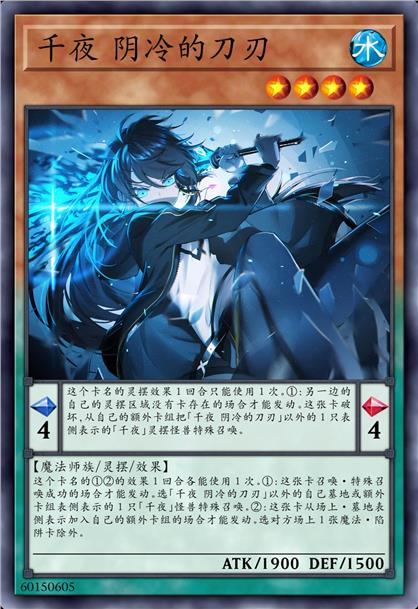 千夜 阴冷的刀刃
水
这个卡名的灵摆效果1回合只能使用1次。①:另一边的
自己的灵摆区域没有卡存在的场合才能发动。这张卡破
坏,从自己的额外卡组把「千夜 阴冷的刀刃」以外的1只表
侧表示的「千夜」灵摆怪兽特殊召唤。
4
4
【魔法师族/灵摆/效果】
这个卡名的①②的效果1回合各能使用1次。①:这张卡召唤·特殊召
唤成功的场合才能发动。选「千夜 阴冷的刀刃」以外的自己墓地或额外
卡组表侧表示的1只「千夜」怪兽特殊召唤。②:这张卡从场上·墓地表
侧表示加入自己的额外卡组的场合才能发动。选对方场上1张魔法·陷
阱卡除外。
ATK/1900 DEF/1500
60150605